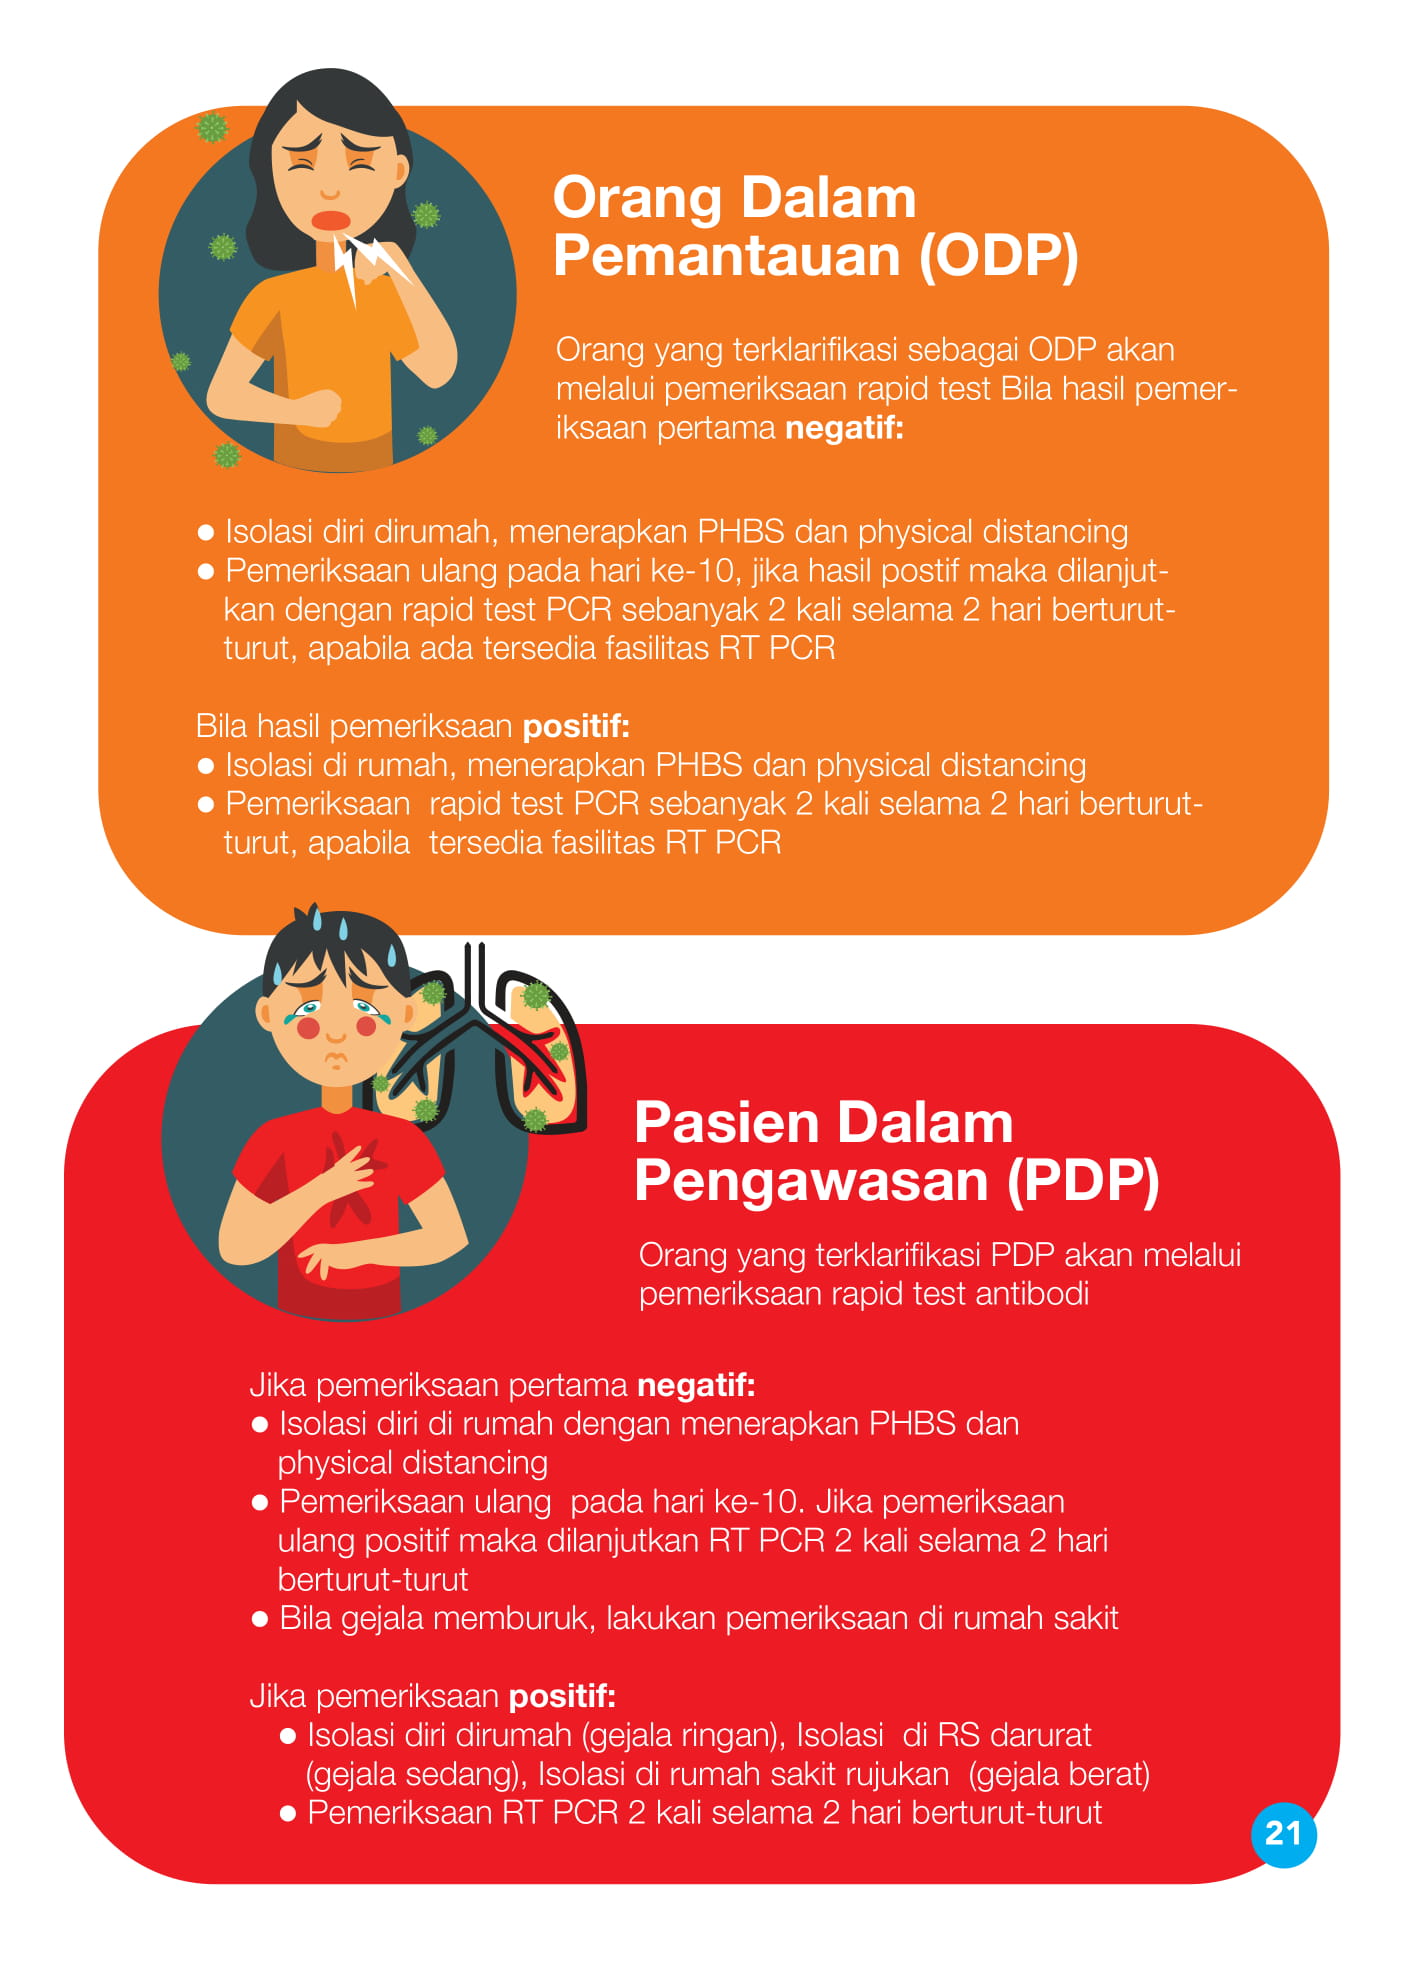 Orang Dalam
Pemantauan (ODP)
Orang yang terklarifikasi sebagai ODP akan
melalui pemeriksaan rapid test Bila hasil pemer-
iksaan pertama negatif:
● Isolasi diri dirumah, menerapkan PHBS dan physical distancing
● Pemeriksaan ulang pada hari ke-10, jika hasil postif maka dilanjut-
kan dengan rapid test PCR sebanyak 2 kali selama 2 hari berturut-
turut, apabila ada tersedia fasilitas RT PCR
Bila hasil pemeriksaan positif:
● Isolasi di rumah, menerapkan PHBS dan physical distancing
● Pemeriksaan rapid test PCR sebanyak 2 kali selama 2 hari berturut-
turut, apabila tersedia fasilitas RT PCR
Pasien Dalam
Pengawasan (PDP)
Orang yang terklarifikasi PDP akan melalui
pemeriksaan rapid test antibodi
Jika pemeriksaan pertama negatif:
● Isolasi diri di rumah dengan menerapkan PHBS dan
physical distancing
● Pemeriksaan ulang pada hari ke-10. Jika pemeriksaan
ulang positif maka dilanjutkan RT PCR 2 kali selama 2 hari
berturut-turut
● Bila gejala memburuk, lakukan pemeriksaan di rumah sakit
Jika pemeriksaan positif:
● Isolasi diri dirumah (gejala ringan), Isolasi di RS darurat
(gejala sedang), Isolasi di rumah sakit rujukan (gejala berat)
● Pemeriksaan RT PCR 2 kali selama 2 hari berturut-turut
21